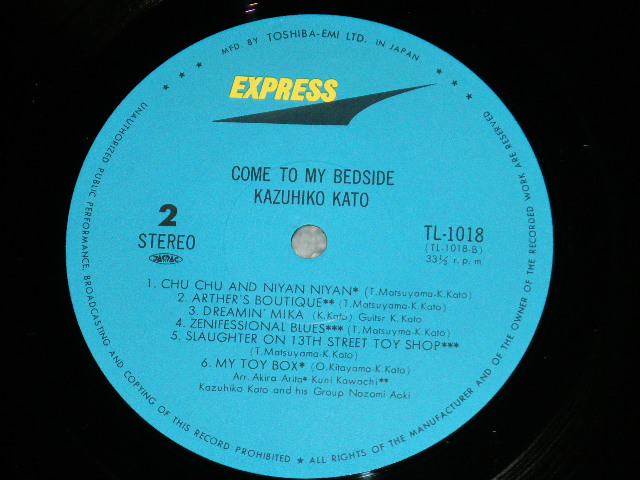 MFD. BY TOSHIBA-EMI LTD. IN JAPAN.
EXPRESS
COME TO MY BEDSIDE
KAZUHIKO KATO
2
STEREO
TL-1018
(TL-1018-B)
33⅓ r.p.m
1. CHU CHU AND NIYAN NIYAN* (T.Matsuyama-K.Kato)
2. ARTHER'S BOUTIQUE** (T.Matsuyama-K.Kato)
3. DREAMIN' MIKA (K.Kato) Guitsr K.Kato
4. ZENIFESSIONAL BLUES*** (T.Matsuyma-K.Kato)
5. SLAUGHTER ON 13TH STREET TOY SHOP***
(T.Matsuyma-K.Kato)
6. MY TOY BOX* (O.Kitayama-K.Kato)
Arr. Akira Arita* Kuni Kawachi**
Kazuhiko Kato and his Group Nozomi Aoki
UNAUTHORIZED PUBLIC PERFORMANCE, BROADCASTING AND COPYING OF THIS RECORD PROHIBITED ★ ALL RIGHTS OF THE MANUFACTURER AND OF THE OWNER OF THE RECORDED WORK ARE RESERVED